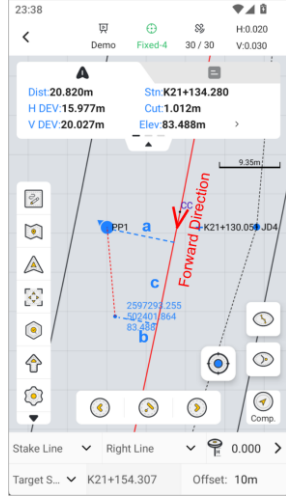 23:38
Demo
Fixed-4
30 / 30
H:0.020
V:0.030
Dist:20.820m
Stn:K21+134.280
H DEV:15.977m
Cut:1.012m
V DEV:20.027m
Elev:83.488m
9.35m
CC
PP1
a
K21+130.059
JD4
Forward Direction
c
2597293.255
502401.864
83.488
b
Comp.
Stake Line
Right Line
0.000
Target S...
K21+154.307
Offset: 10m